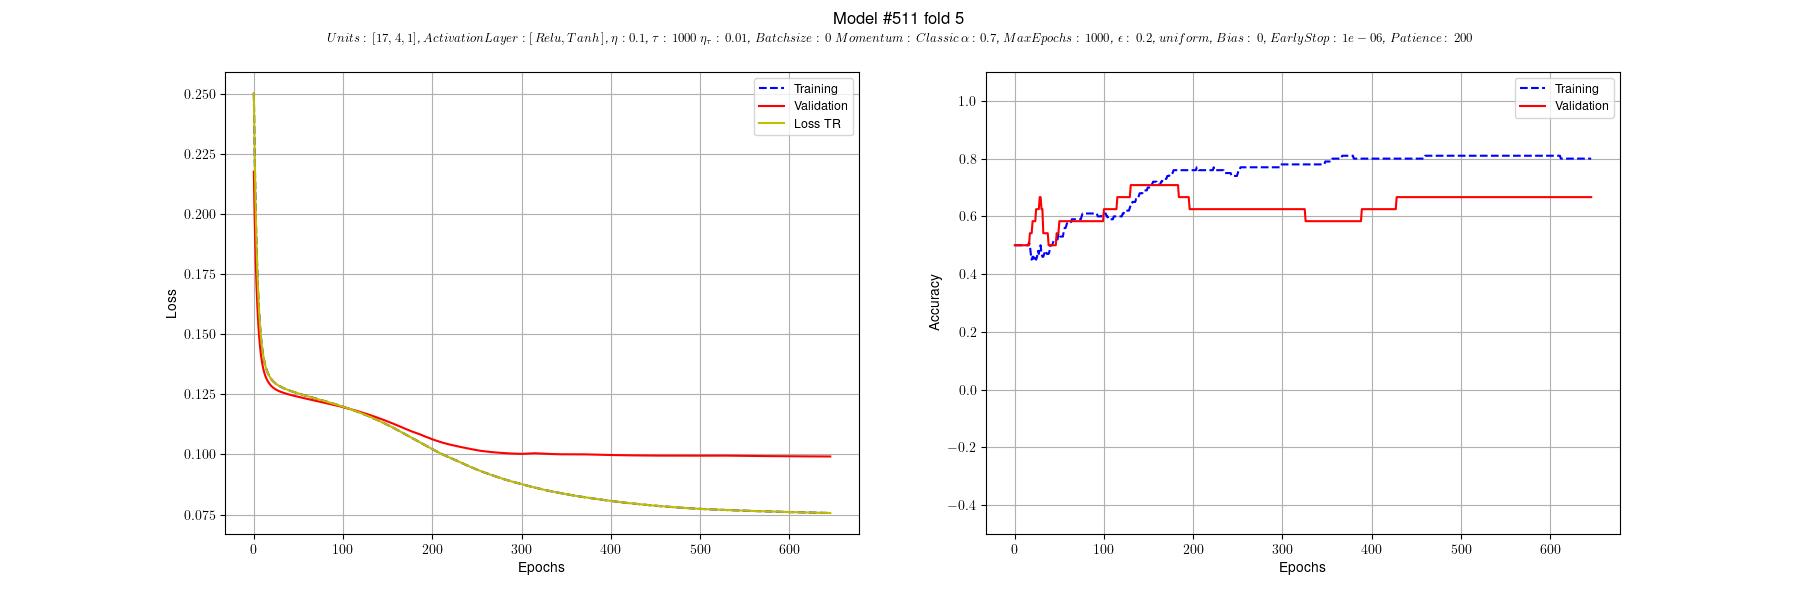 Model #511 fold 5
Units : [17, 4, 1], ActivationLayer : [Relu, Tanh], η : 0.1, τ : 1000 ητ : 0.01, Batchsize : 0 Momentum : Classic α : 0.7, MaxEpochs : 1000, ϵ : 0.2, uniform, Bias : 0, EarlyStop : 1e − 06, Patience : 200
Training
Validation
Loss TR
0.250
0.225
0.200
0.175
0.150
0.125
0.100
0.075
Loss
0 100 200 300 400 500 600
Epochs
Training
Validation
1.0
0.8
0.6
0.4
0.2
0.0
−0.2
−0.4
Accuracy
0 100 200 300 400 500 600
Epochs